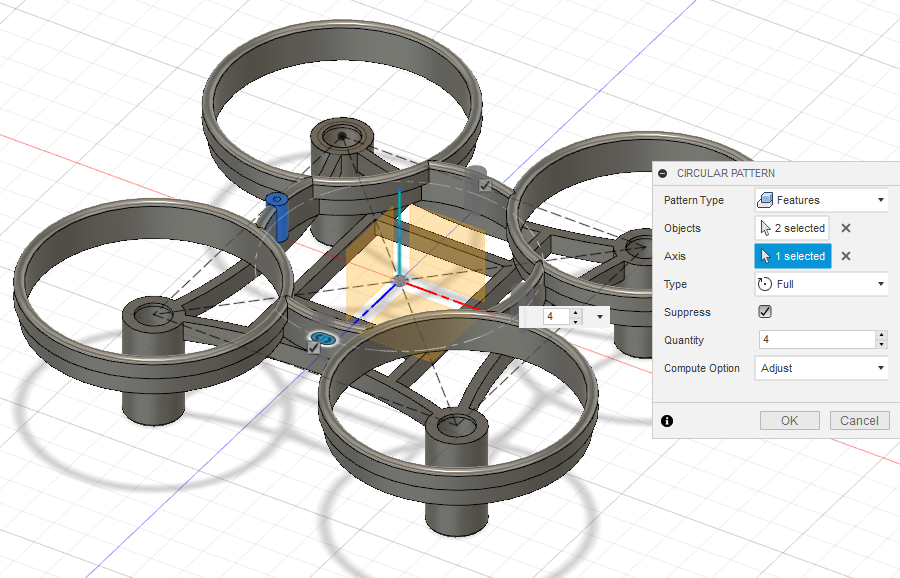 CIRCULAR PATTERN
Pattern Type Features
Objects 2 selected
Axis 1 selected
Type Full
4
Suppress
Quantity 4
Compute Option Adjust
OK Cancel